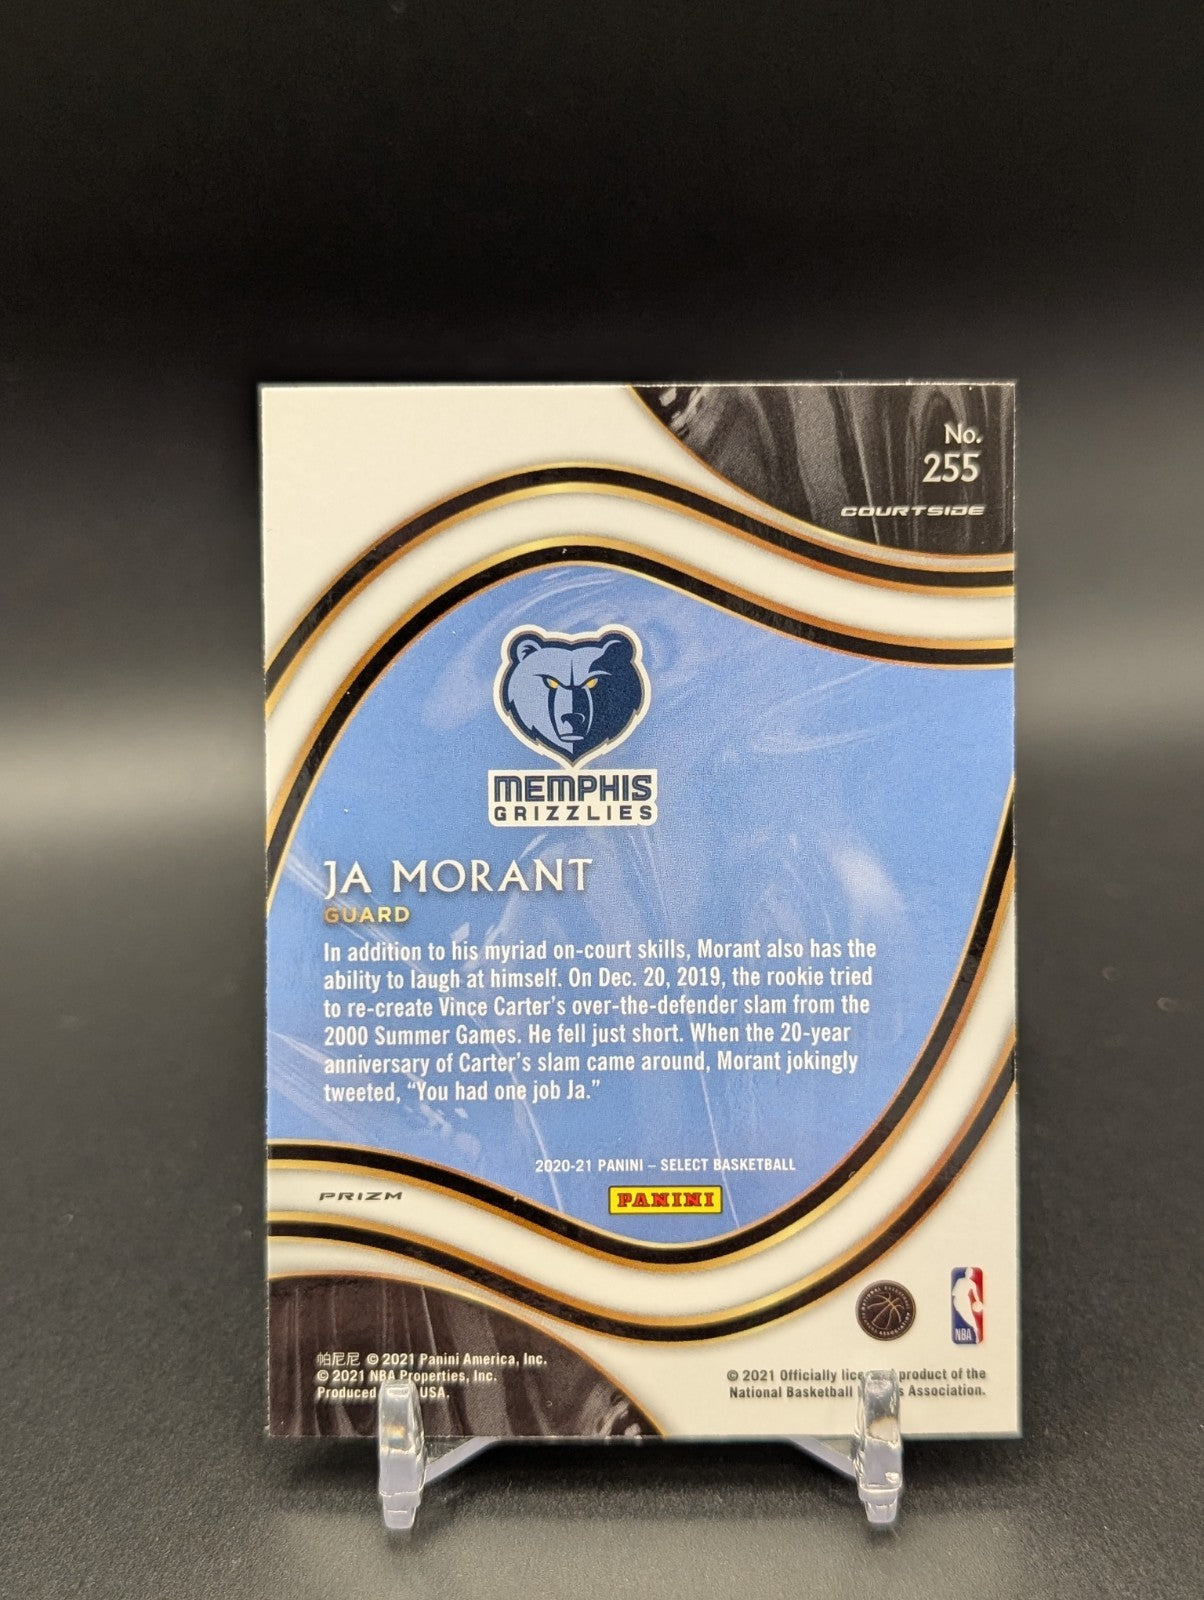 No.
255
COURTSIDE
MEMPHIS
GRIZZLIES
JA MORANT
GUARD
In addition to his myriad on-court skills, Morant also has the
ability to laugh at himself. On Dec. 20, 2019, the rookie tried
to re-create Vince Carter's over-the-defender slam from the
2000 Summer Games. He fell just short. When the 20-year
anniversary of Carter's slam came around, Morant jokingly
tweeted, “You had one job Ja.”
2020-21 PANINI – SELECT BASKETBALL
PRIZM
PANINI
NBA
帕尼尼 © 2021 Panini America, Inc.
© 2021 NBA Properties, Inc.
Produced USA.
© 2021 Officially product of the
National Basketball Association.